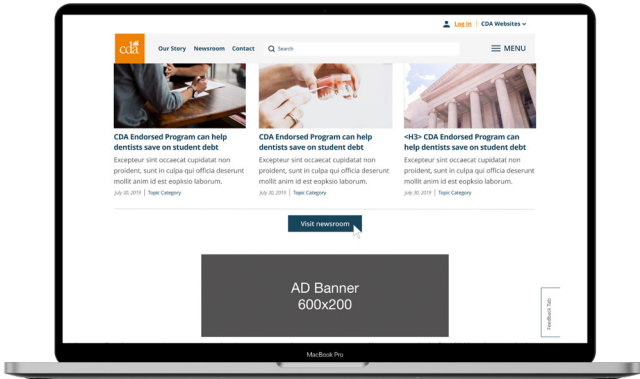 Log in CDA Websites
cda. Our Story Newsroom Contact Search MENU
CDA Endorsed Program can help
dentists save on student debt
Excepteur sint occaecat cupidatat non
proident, sunt in culpa qui officia deserunt
mollit anim id est eopksio laborum.
July 30, 2019 | Topic Category
CDA Endorsed Program can help
dentists save on student debt
Excepteur sint occaecat cupidatat non
proident, sunt in culpa qui officia deserunt
mollit anim id est eopksio laborum.
July 30, 2019 | Topic Category
<H3> CDA Endorsed Program can
help dentists save on student debt
Excepteur sint occaecat cupidatat non
proident, sunt in culpa qui officia deserunt
mollit anim id est eopksio laborum.
July 30, 2019 | Topic Category
Visit newsroom
AD Banner
600x200
Feedback Tab
MacBook Pro